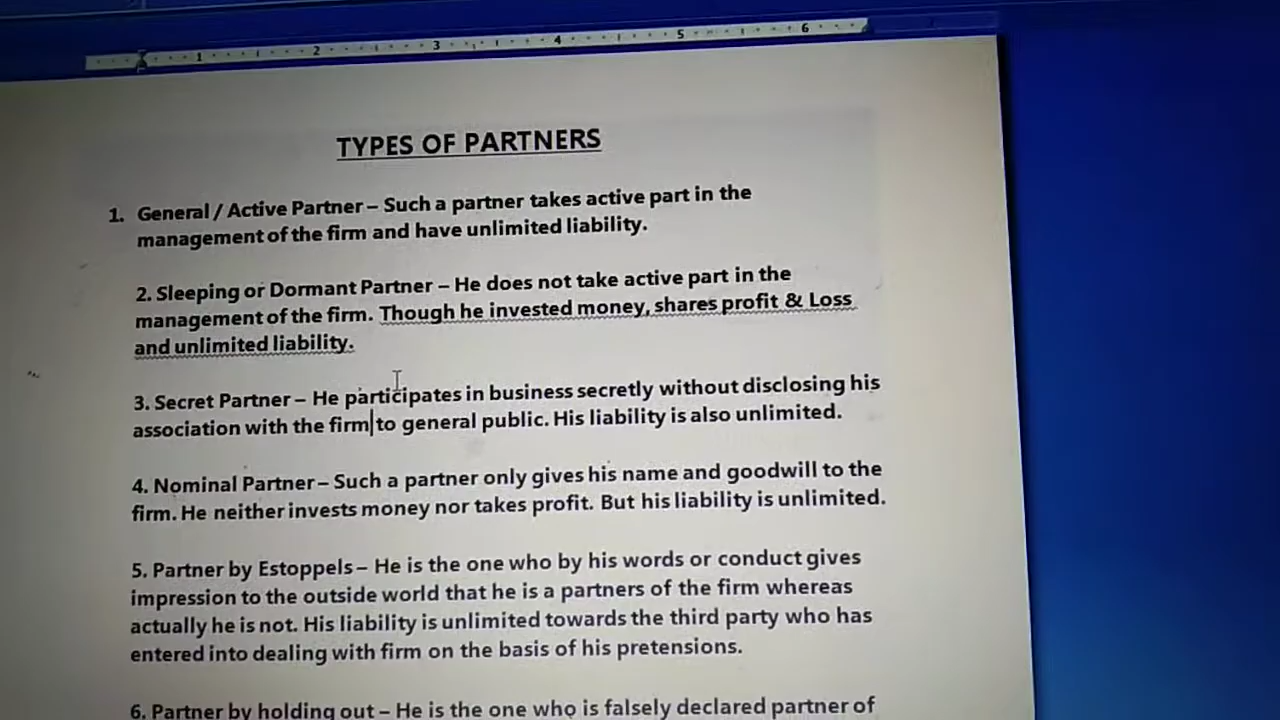 1 2 3 4 5 6
TYPES OF PARTNERS
1. General / Active Partner – Such a partner takes active part in the
management of the firm and have unlimited liability.
2. Sleeping or Dormant Partner – He does not take active part in the
management of the firm. Though he invested money, shares profit & Loss
and unlimited liability.
3. Secret Partner – He participates in business secretly without disclosing his
association with the firm to general public. His liability is also unlimited.
4. Nominal Partner – Such a partner only gives his name and goodwill to the
firm. He neither invests money nor takes profit. But his liability is unlimited.
5. Partner by Estoppels – He is the one who by his words or conduct gives
impression to the outside world that he is a partners of the firm whereas
actually he is not. His liability is unlimited towards the third party who has
entered into dealing with firm on the basis of his pretensions.
6. Partner by holding out – He is the one who is falsely declared partner of